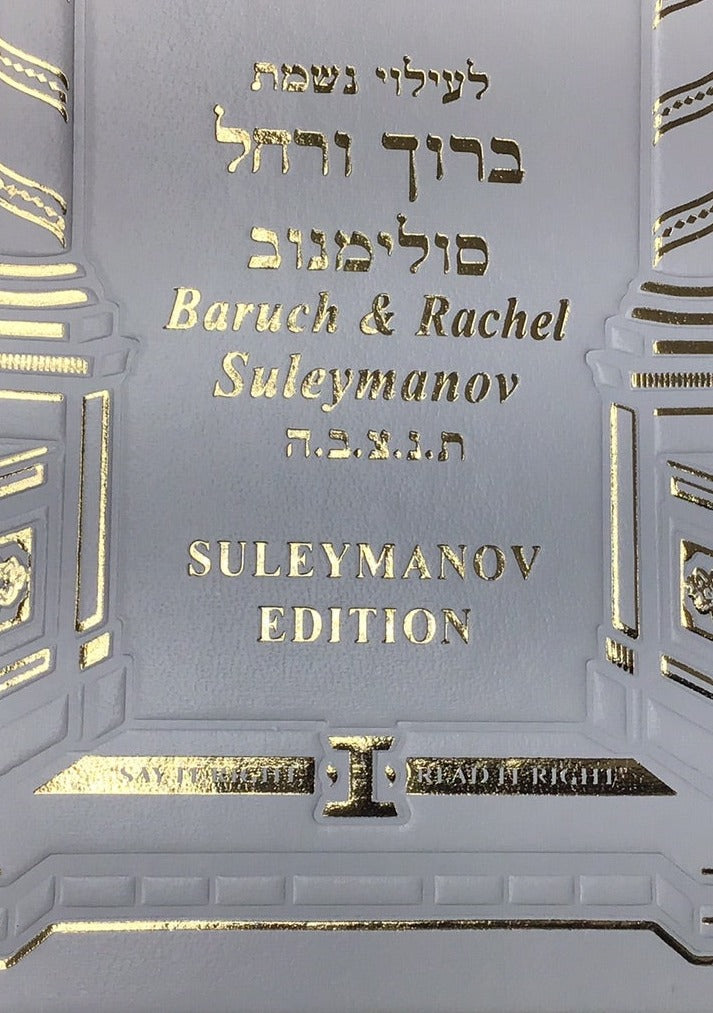 לעילוי נשמת
ברוך ורחל
סולימנוב
Baruch & Rachel
Suleymanov
ת.נ.צ.ב.ה
SULEYMANOV
EDITION
"SAY IT RIGHT I READ IT RIGHT"